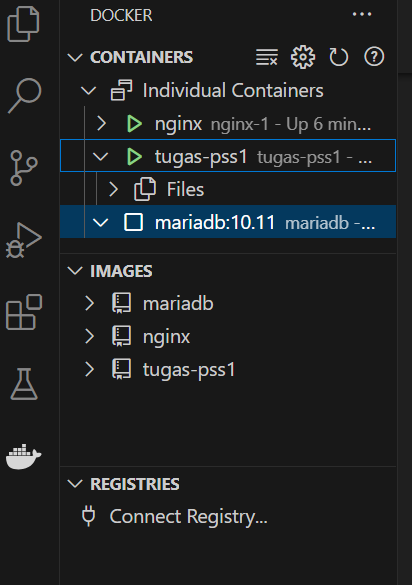 DOCKER
CONTAINERS
Individual Containers
nginx nginx-1 - Up 6 min...
tugas-pss1 tugas-pss1 - ...
Files
mariadb:10.11 mariadb -...
IMAGES
mariadb
nginx
tugas-pss1
REGISTRIES
Connect Registry...